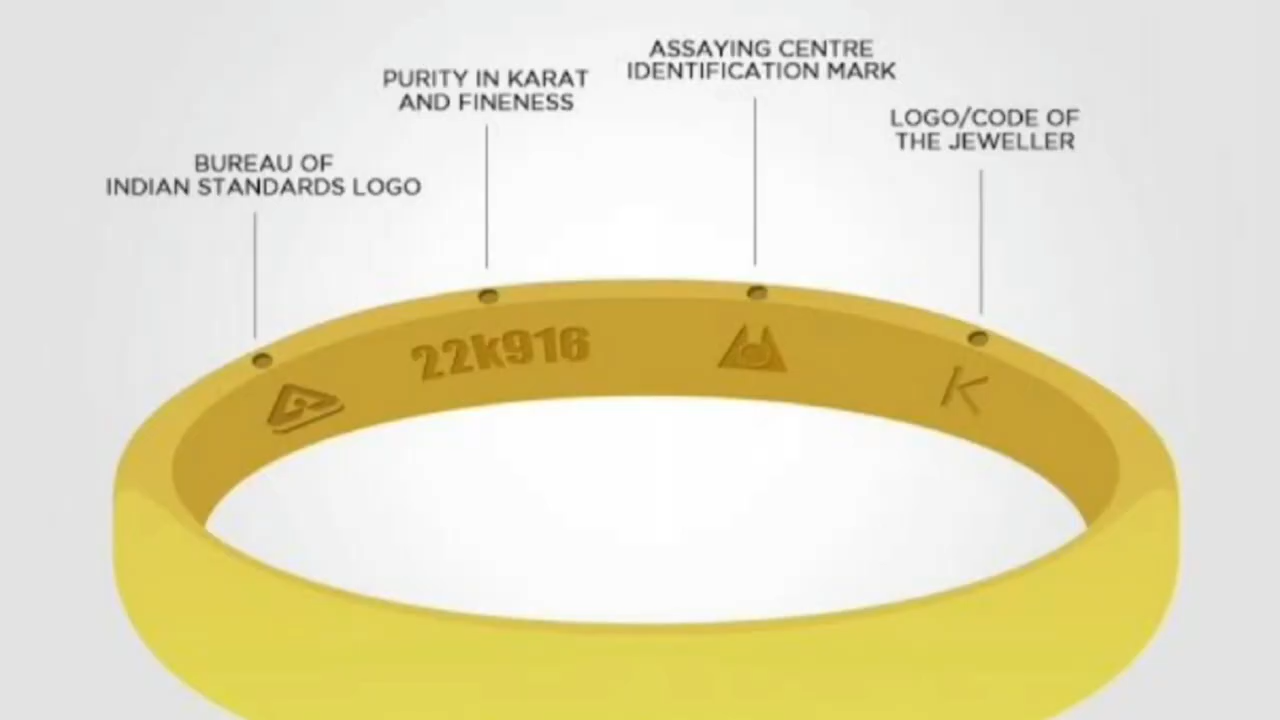 BUREAU OF
INDIAN STANDARDS LOGO
PURITY IN KARAT
AND FINENESS
ASSAYING CENTRE
IDENTIFICATION MARK
LOGO/CODE OF
THE JEWELLER
22k916
K